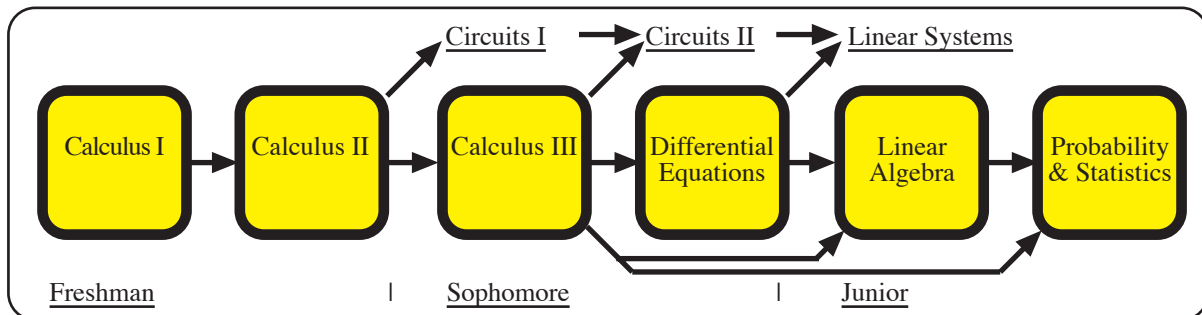 Circuits I Circuits II Linear Systems
Calculus I Calculus II Calculus III Differential Equations Linear Algebra Probability & Statistics
Freshman | Sophomore | Junior